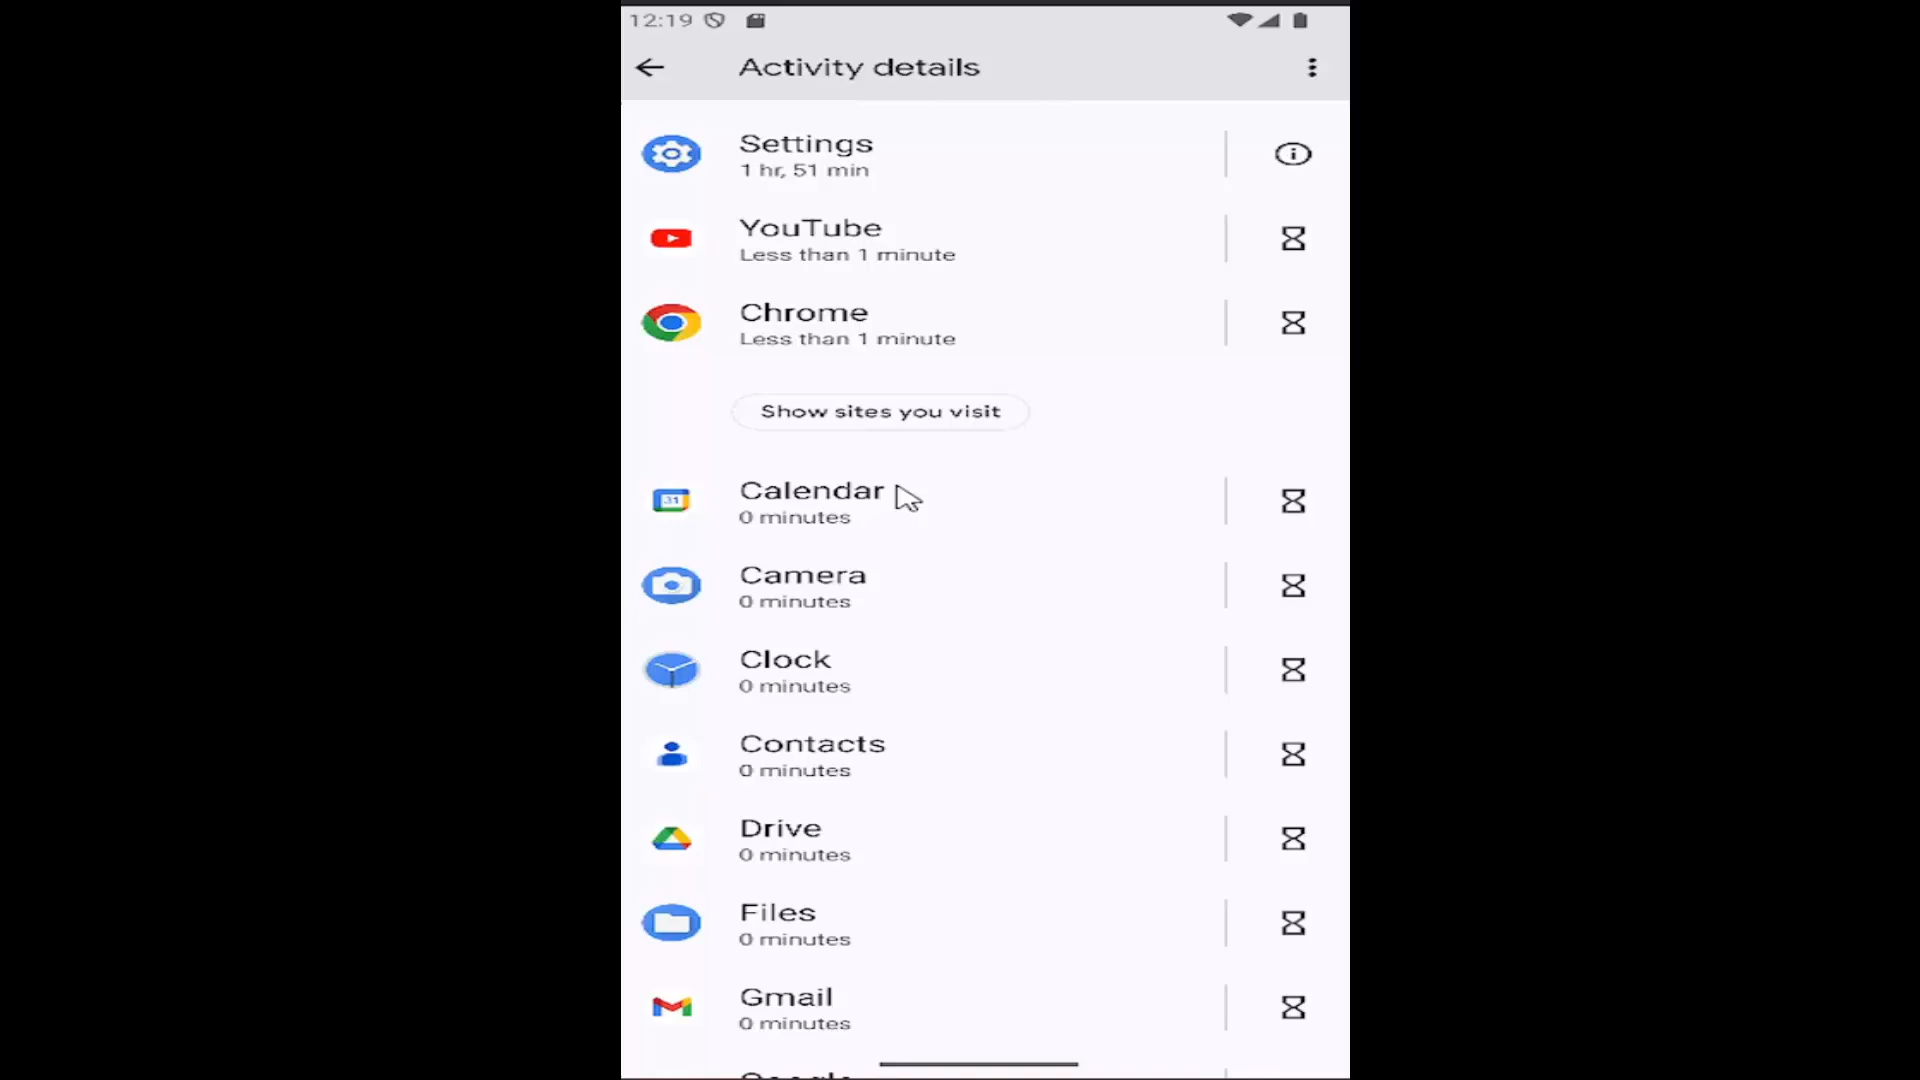 12:19
Activity details
Settings
1 hr, 51 min
YouTube
Less than 1 minute
Chrome
Less than 1 minute
Show sites you visit
31
Calendar
0 minutes
Camera
0 minutes
Clock
0 minutes
Contacts
0 minutes
Drive
0 minutes
Files
0 minutes
Gmail
0 minutes